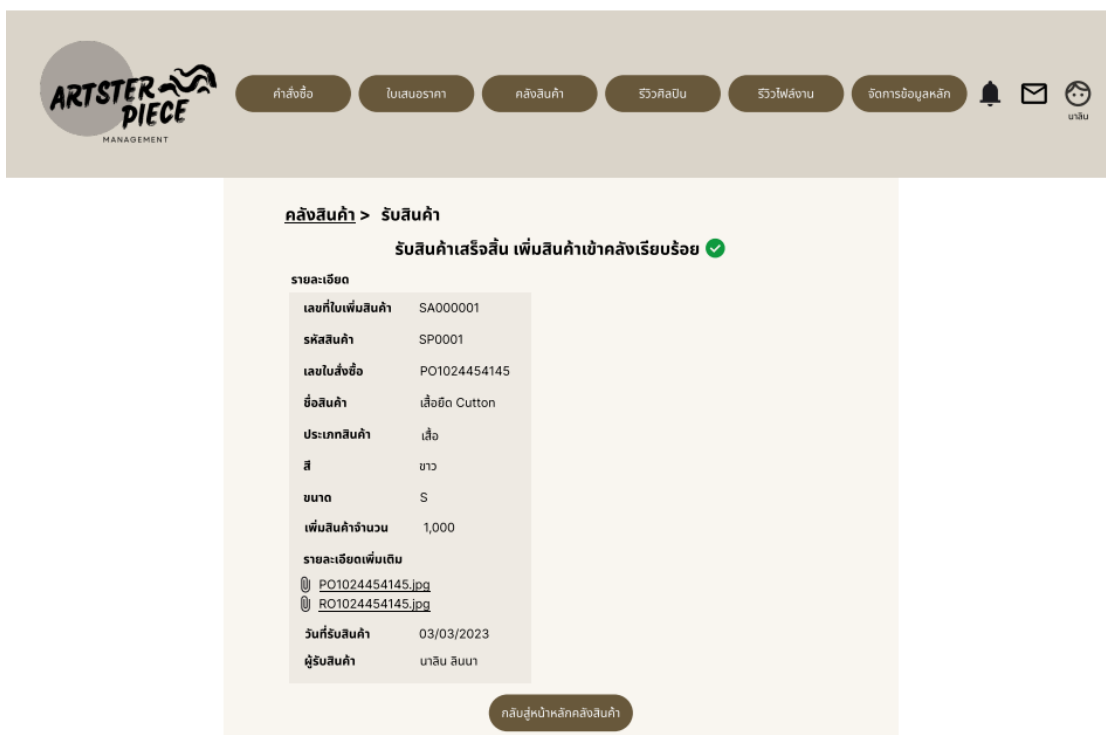 ARTSTER
PIECE
MANAGEMENT
คำสั่งซื้อ
ใบเสนอราคา
คลังสินค้า
รีวิวศิลปิน
รีวิวไฟล์งาน
จัดการข้อมูลหลัก
นาลิน
คลังสินค้า > รับสินค้า
รับสินค้าเสร็จสิ้น เพิ่มสินค้าเข้าคลังเรียบร้อย
รายละเอียด
เลขที่ใบเพิ่มสินค้า SA000001
รหัสสินค้า SP0001
เลขใบสั่งซื้อ PO1024454145
ชื่อสินค้า เสื้อยืด Cutton
ประเภทสินค้า เสื้อ
สี ขาว
ขนาด S
เพิ่มสินค้าจำนวน 1,000
รายละเอียดเพิ่มเติม
PO1024454145.jpg
RO1024454145.jpg
วันที่รับสินค้า 03/03/2023
ผู้รับสินค้า นาลิน ลินนา
กลับสู่หน้าหลักคลังสินค้า